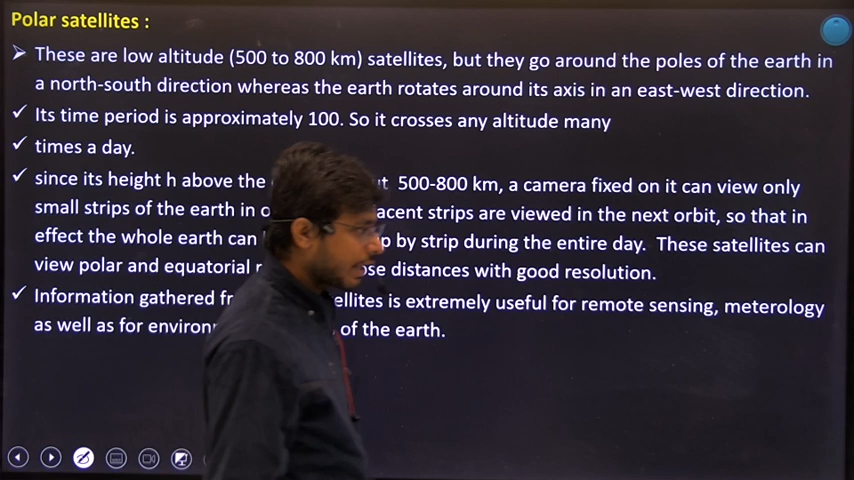 Polar satellites :
➤ These are low altitude (500 to 800 km) satellites, but they go around the poles of the earth in
a north-south direction whereas the earth rotates around its axis in an east-west direction.
✓ Its time period is approximately 100. So it crosses any altitude many
✓ times a day.
✓ since its height h above the 500-800 km, a camera fixed on it can view only
small strips of the earth in strips are viewed in the next orbit, so that in
effect the whole earth can by strip during the entire day. These satellites can
view polar and equatorial distances with good resolution.
✓ Information gathered is extremely useful for remote sensing, meterology
as well as for of the earth.